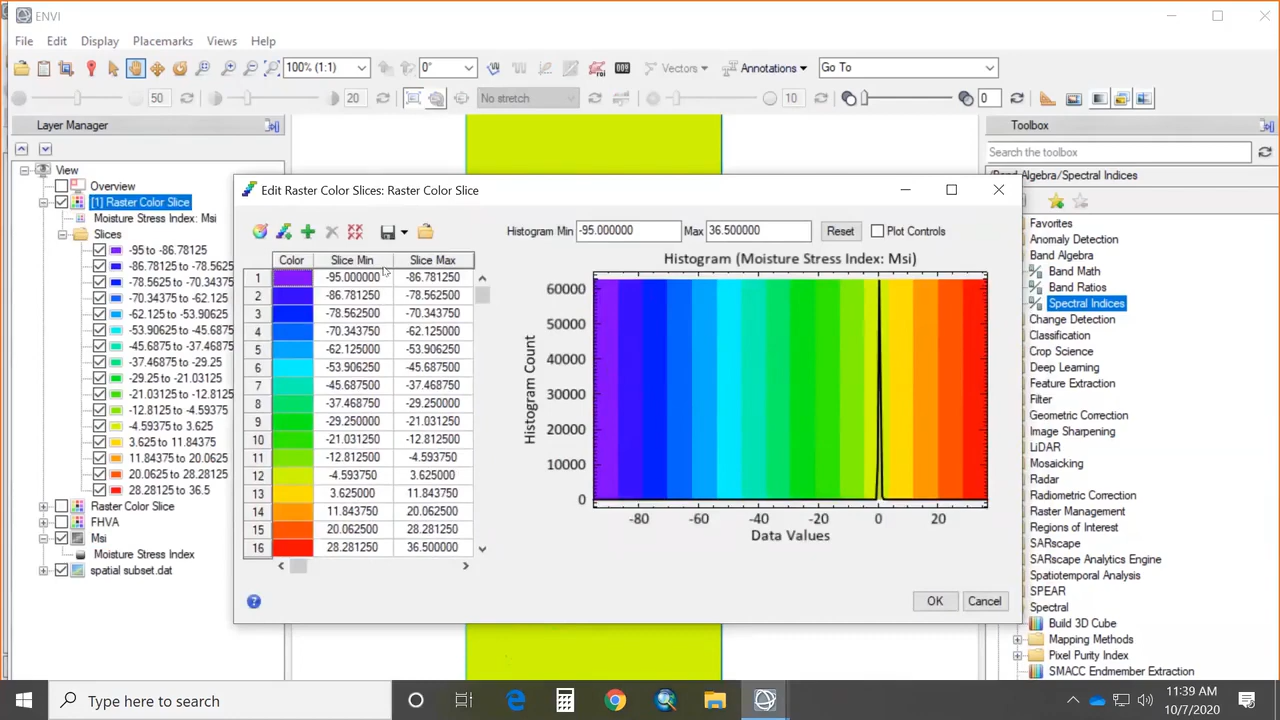 ENVI
File Edit Display Placemarks Views Help
100% (1:1) 0° Vectors Annotations Go To
50 20 No stretch 10 0
Layer Manager
View
Overview
[1] Raster Color Slice
Moisture Stress Index: Msi
Slices
-95 to -86.78125
-86.78125 to -78.5625
-78.5625 to -70.34375
-70.34375 to -62.125
-62.125 to -53.90625
-53.90625 to -45.6875
-45.6875 to -37.46875
-37.46875 to -29.25
-29.25 to -21.03125
-21.03125 to -12.8125
-12.8125 to -4.59375
-4.59375 to 3.625
3.625 to 11.84375
11.84375 to 20.0625
20.0625 to 28.28125
28.28125 to 36.5
Raster Color Slice
FHVA
Msi
Moisture Stress Index
spatial subset.dat
Edit Raster Color Slices: Raster Color Slice
Histogram Min -95.000000 Max 36.500000 Reset Plot Controls
Color Slice Min Slice Max
1 -95.000000 -86.781250
2 -86.781250 -78.562500
3 -78.562500 -70.343750
4 -70.343750 -62.125000
5 -62.125000 -53.906250
6 -53.906250 -45.687500
7 -45.687500 -37.468750
8 -37.468750 -29.250000
9 -29.250000 -21.031250
10 -21.031250 -12.812500
11 -12.812500 -4.593750
12 -4.593750 3.625000
13 3.625000 11.843750
14 11.843750 20.062500
15 20.062500 28.281250
16 28.281250 36.500000
Histogram (Moisture Stress Index: Msi)
Histogram Count
60000
50000
40000
30000
20000
10000
0
-80 -60 -40 -20 0 20
Data Values
OK Cancel
Toolbox
Search the toolbox
/Band Algebra/Spectral Indices
Favorites
Anomaly Detection
Band Algebra
Band Math
Band Ratios
Spectral Indices
Change Detection
Classification
Crop Science
Deep Learning
Feature Extraction
Filter
Geometric Correction
Image Sharpening
LiDAR
Mosaicking
Radar
Radiometric Correction
Raster Management
Regions of Interest
SARscape
SARscape Analytics Engine
Spatiotemporal Analysis
SPEAR
Spectral
Build 3D Cube
Mapping Methods
Pixel Purity Index
SMACC Endmember Extraction
Type here to search
11:39 AM
10/7/2020